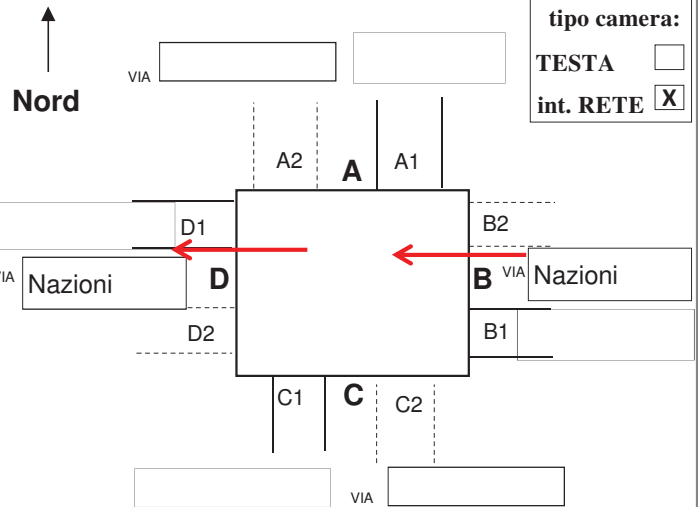 tipo camera:
TESTA
int. RETE X
Nord
VIA
A2 A A1
D1 B2
VIA Nazioni D B VIA Nazioni
D2 B1
C1 C C2
VIA